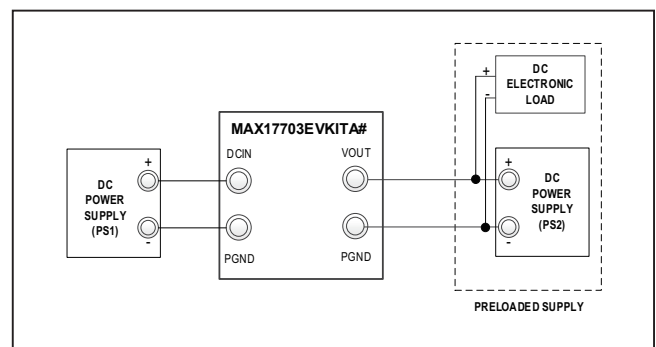 MAX17703EVKITA#
DCIN
VOUT
PGND
PGND
DC
POWER
SUPPLY
(PS1)
+
-
+
-
DC
ELECTRONIC
LOAD
+
-
DC
POWER
SUPPLY
(PS2)
PRELOADED SUPPLY